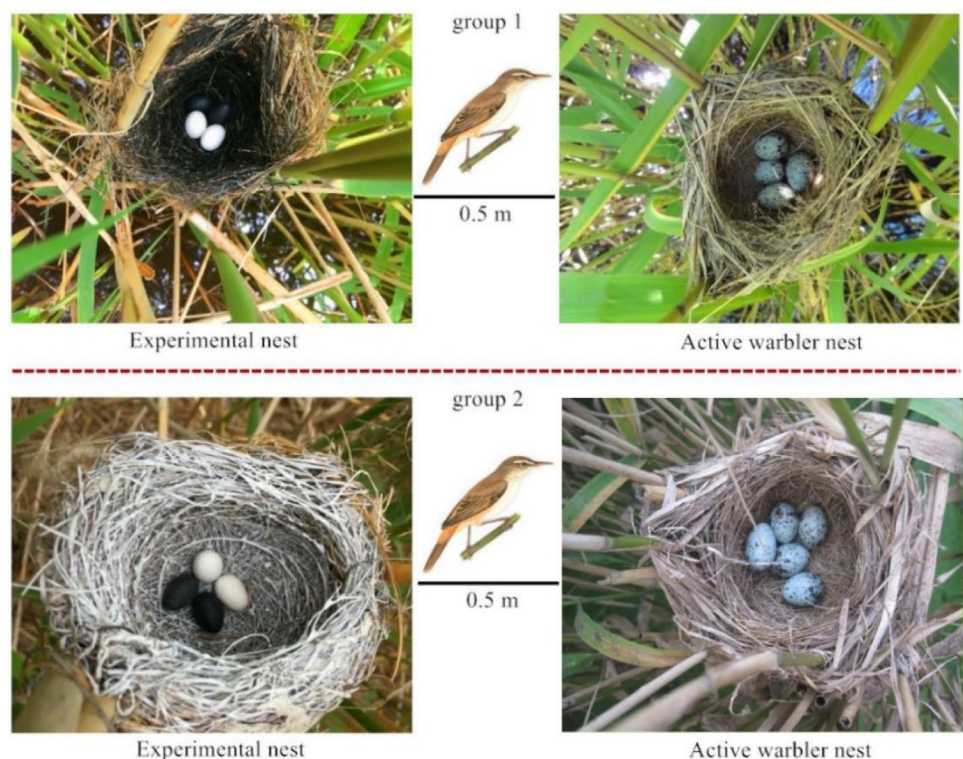 group 1
0.5 m
Experimental nest
Active warbler nest
group 2
0.5 m
Experimental nest
Active warbler nest